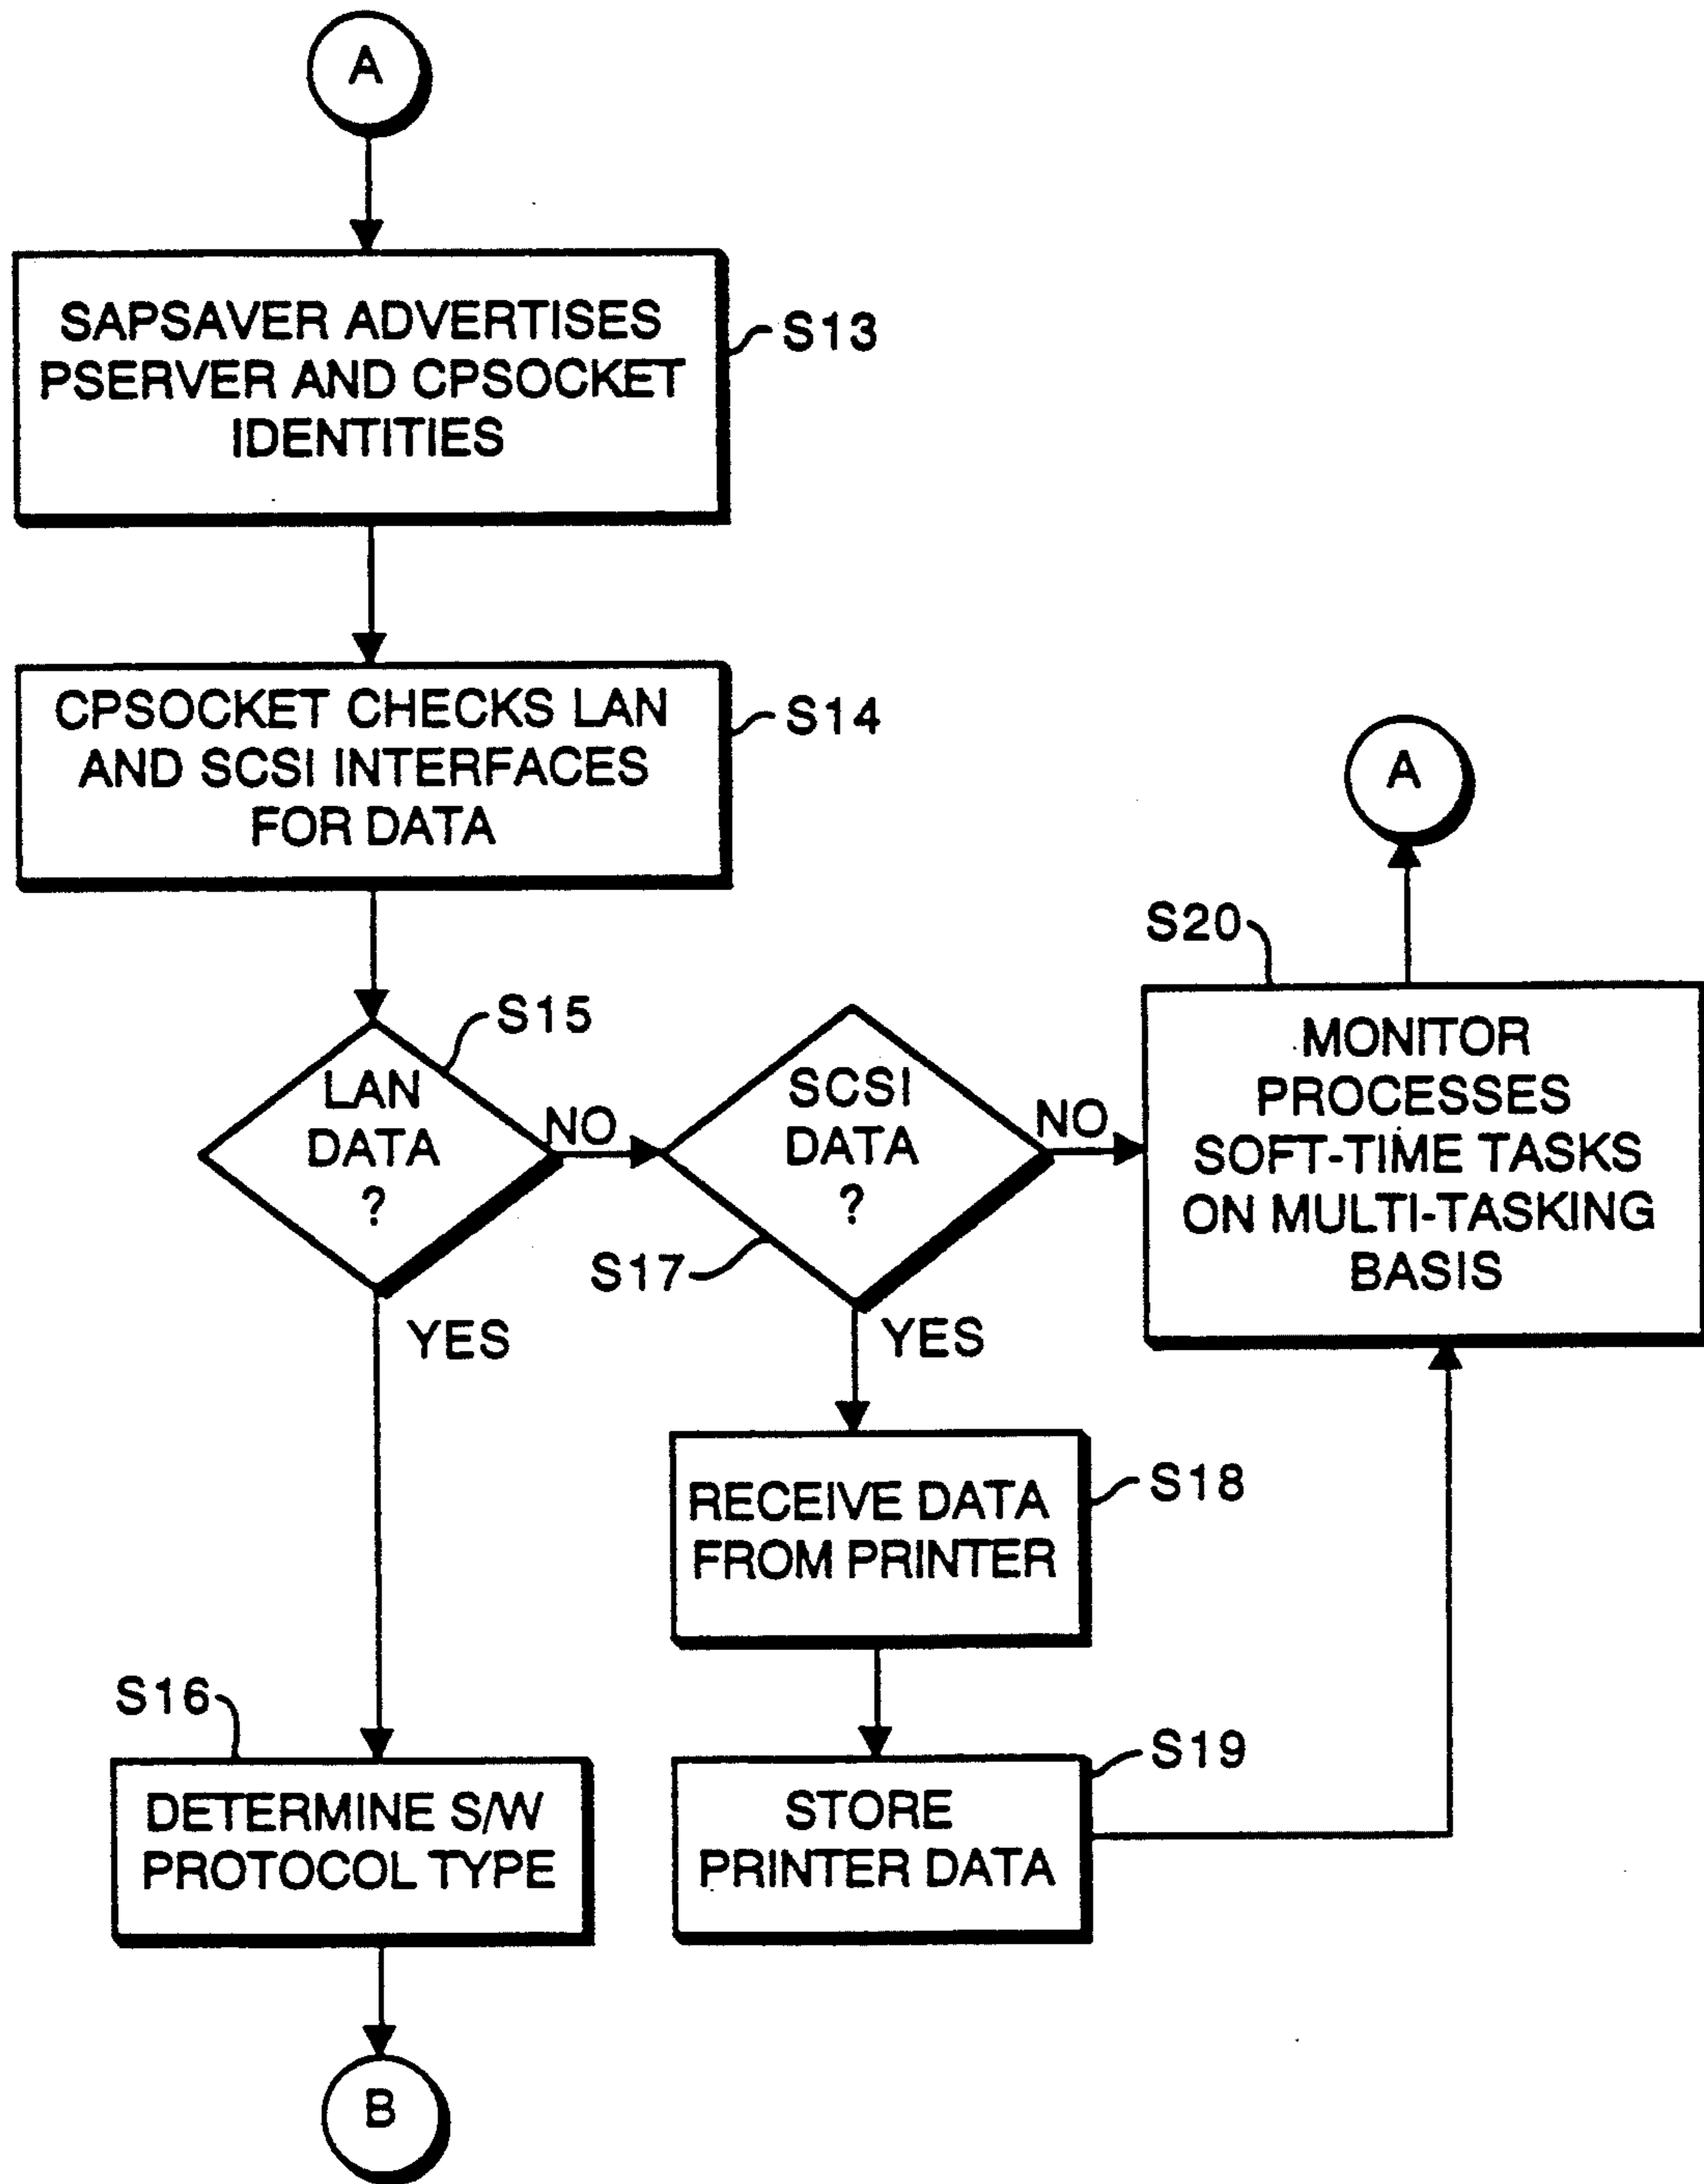 A
SAPSAVER ADVERTISES
PSERVER AND CPSOCKET
IDENTITIES
S13
CPSOCKET CHECKS LAN
AND SCSI INTERFACES
FOR DATA
S14
LAN
DATA
?
S15
NO
YES
SCSI
DATA
?
S17
NO
YES
S20
MONITOR
PROCESSES
SOFT-TIME TASKS
ON MULTI-TASKING
BASIS
A
RECEIVE DATA
FROM PRINTER
S18
STORE
PRINTER DATA
S19
S16
DETERMINE S/W
PROTOCOL TYPE
B